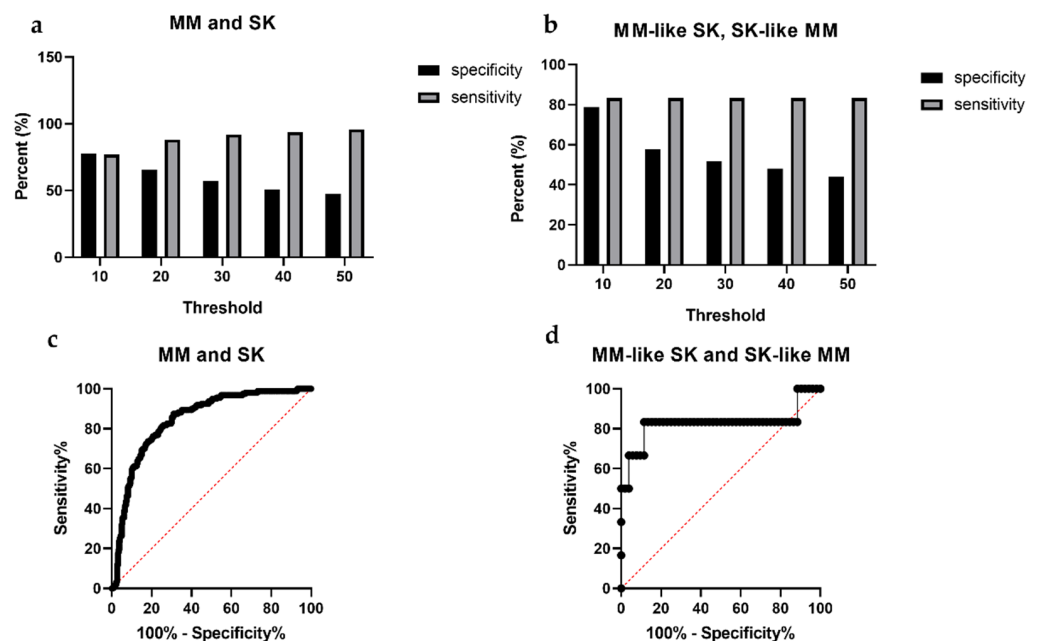 a
MM and SK
150
100
50
0
Percent (%)
10 20 30 40 50
Threshold
specificity
sensitivity
b
MM-like SK, SK-like MM
100
80
60
40
20
0
Percent (%)
10 20 30 40 50
Threshold
specificity
sensitivity
c
MM and SK
100
80
60
40
20
0
Sensitivity%
0 20 40 60 80 100
100% - Specificity%
d
MM-like SK and SK-like MM
100
80
60
40
20
0
Sensitivity%
0 20 40 60 80 100
100% - Specificity%